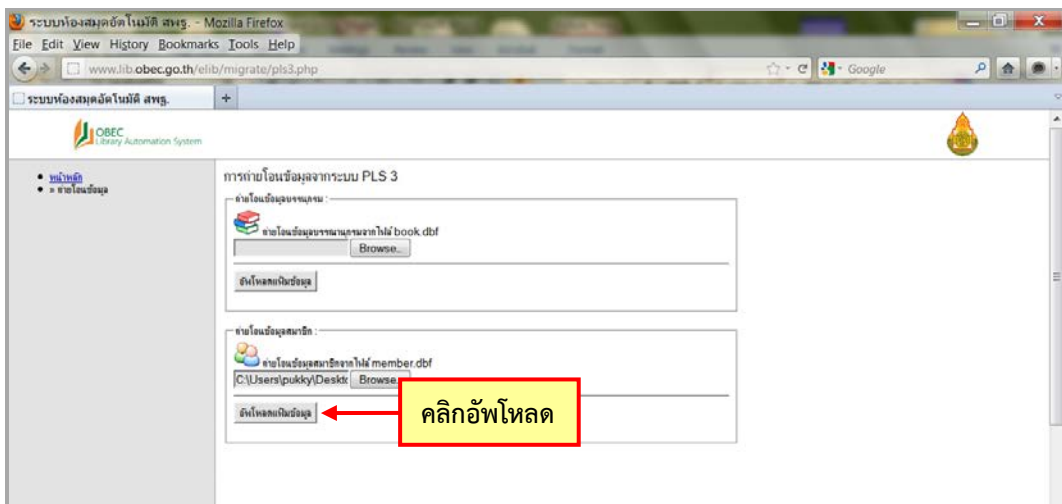 ระบบห้องสมุดอัตโนมัติ สพฐ. - Mozilla Firefox
File Edit View History Bookmarks Tools Help
www.lib.obec.go.th/elib/migrate/pls3.php
Google
ระบบห้องสมุดอัตโนมัติ สพฐ.
OBEC
Library Automation System
หน้าหลัก
» ถ่ายโอนข้อมูล
การถ่ายโอนข้อมูลจากระบบ PLS 3
ถ่ายโอนข้อมูลบรรณุกรม :
ถ่ายโอนข้อมูลบรรณานุกรมจากไฟล์ book.dbf
Browse...
อัพโหลดแฟ้มข้อมูล
ถ่ายโอนข้อมูลสมาชิก :
ถ่ายโอนข้อมูลสมาชิกจากไฟล์ member.dbf
C:\Users\pukky\Deskt Browse
อัพโหลดแฟ้มข้อมูล
คลิกอัพโหลด